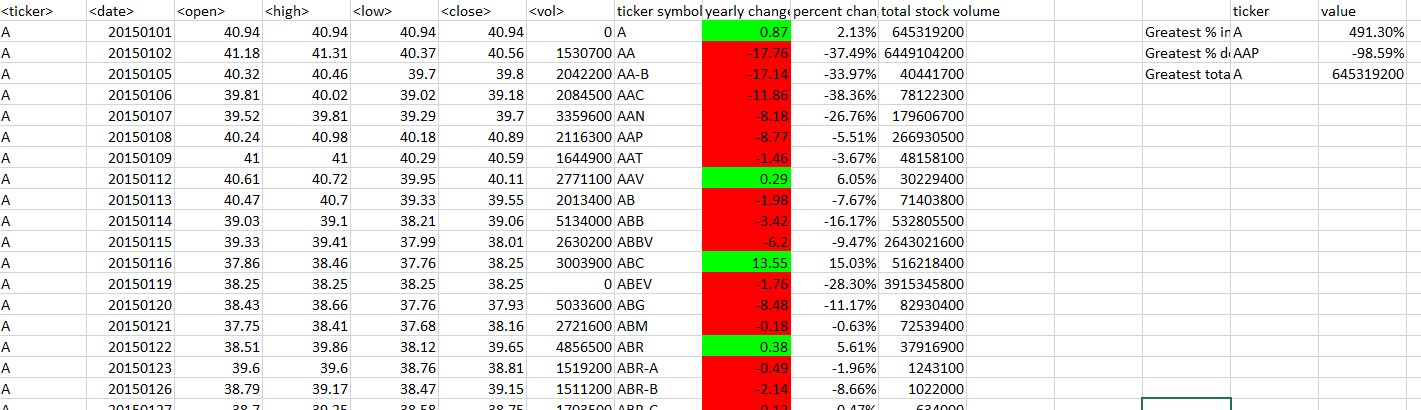 <ticker> <date> <open> <high> <low> <close> <vol> ticker symbol yearly change percent chan total stock volume ticker value
A 20150101 40.94 40.94 40.94 40.94 0 A 0.87 2.13% 645319200 Greatest % in A 491.30%
A 20150102 41.18 41.31 40.37 40.56 1530700 AA -17.76 -37.49% 6449104200 Greatest % de AAP -98.59%
A 20150105 40.32 40.46 39.7 39.8 2042200 AA-B -17.14 -33.97% 40441700 Greatest tota A 645319200
A 20150106 39.81 40.02 39.02 39.18 2084500 AAC -11.86 -38.36% 78122300
A 20150107 39.52 39.81 39.29 39.7 3359600 AAN -8.18 -26.76% 179606700
A 20150108 40.24 40.98 40.18 40.89 2116300 AAP -8.77 -5.51% 266930500
A 20150109 41 41 40.29 40.59 1644900 AAT -1.46 -3.67% 48158100
A 20150112 40.61 40.72 39.95 40.11 2771100 AAV 0.29 6.05% 30229400
A 20150113 40.47 40.7 39.33 39.55 2013400 AB -1.98 -7.67% 71403800
A 20150114 39.03 39.1 38.21 39.06 5134000 ABB -3.42 -16.17% 532805500
A 20150115 39.33 39.41 37.99 38.01 2630200 ABBV -6.2 -9.47% 2643021600
A 20150116 37.86 38.46 37.76 38.25 3003900 ABC 13.55 15.03% 516218400
A 20150119 38.25 38.25 38.25 38.25 0 ABEV -1.76 -28.30% 3915345800
A 20150120 38.43 38.66 37.76 37.93 5033600 ABG -8.48 -11.17% 82930400
A 20150121 37.75 38.41 37.68 38.16 2721600 ABM -0.18 -0.63% 72539400
A 20150122 38.51 39.86 38.12 39.65 4856500 ABR 0.38 5.61% 37916900
A 20150123 39.6 39.6 38.76 38.81 1519200 ABR-A -0.49 -1.96% 1243100
A 20150126 38.79 39.17 38.47 39.15 1511200 ABR-B -2.14 -8.66% 1022000
A 20150127 38.7 39.25 38.58 38.75 1703500 ABR-C